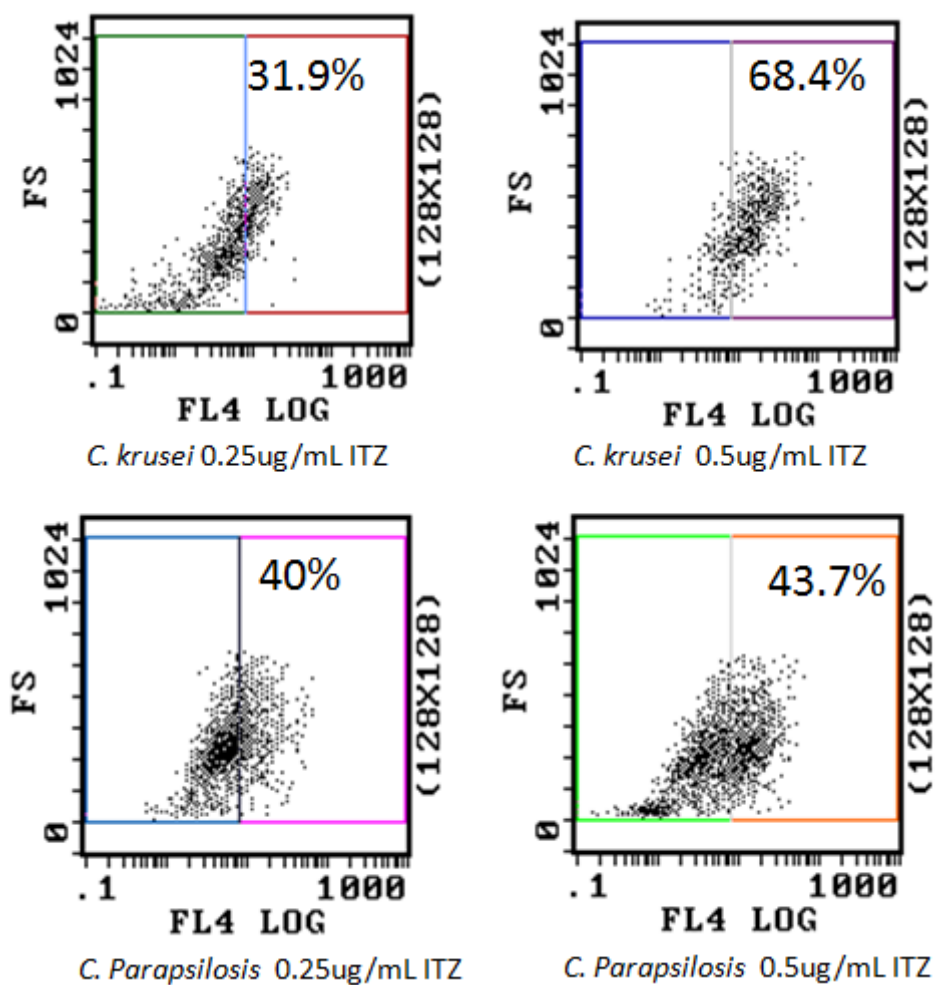 1024
31.9%
FS
(128X128)
0
.1 1000
FL4 LOG
C. krusei 0.25ug/mL ITZ
1024
68.4%
FS
(128X128)
0
.1 1000
FL4 LOG
C. krusei 0.5ug/mL ITZ
1024
40%
FS
(128X128)
0
.1 1000
FL4 LOG
C. Parapsilosis 0.25ug/mL ITZ
1024
43.7%
FS
(128X128)
0
.1 1000
FL4 LOG
C. Parapsilosis 0.5ug/mL ITZ